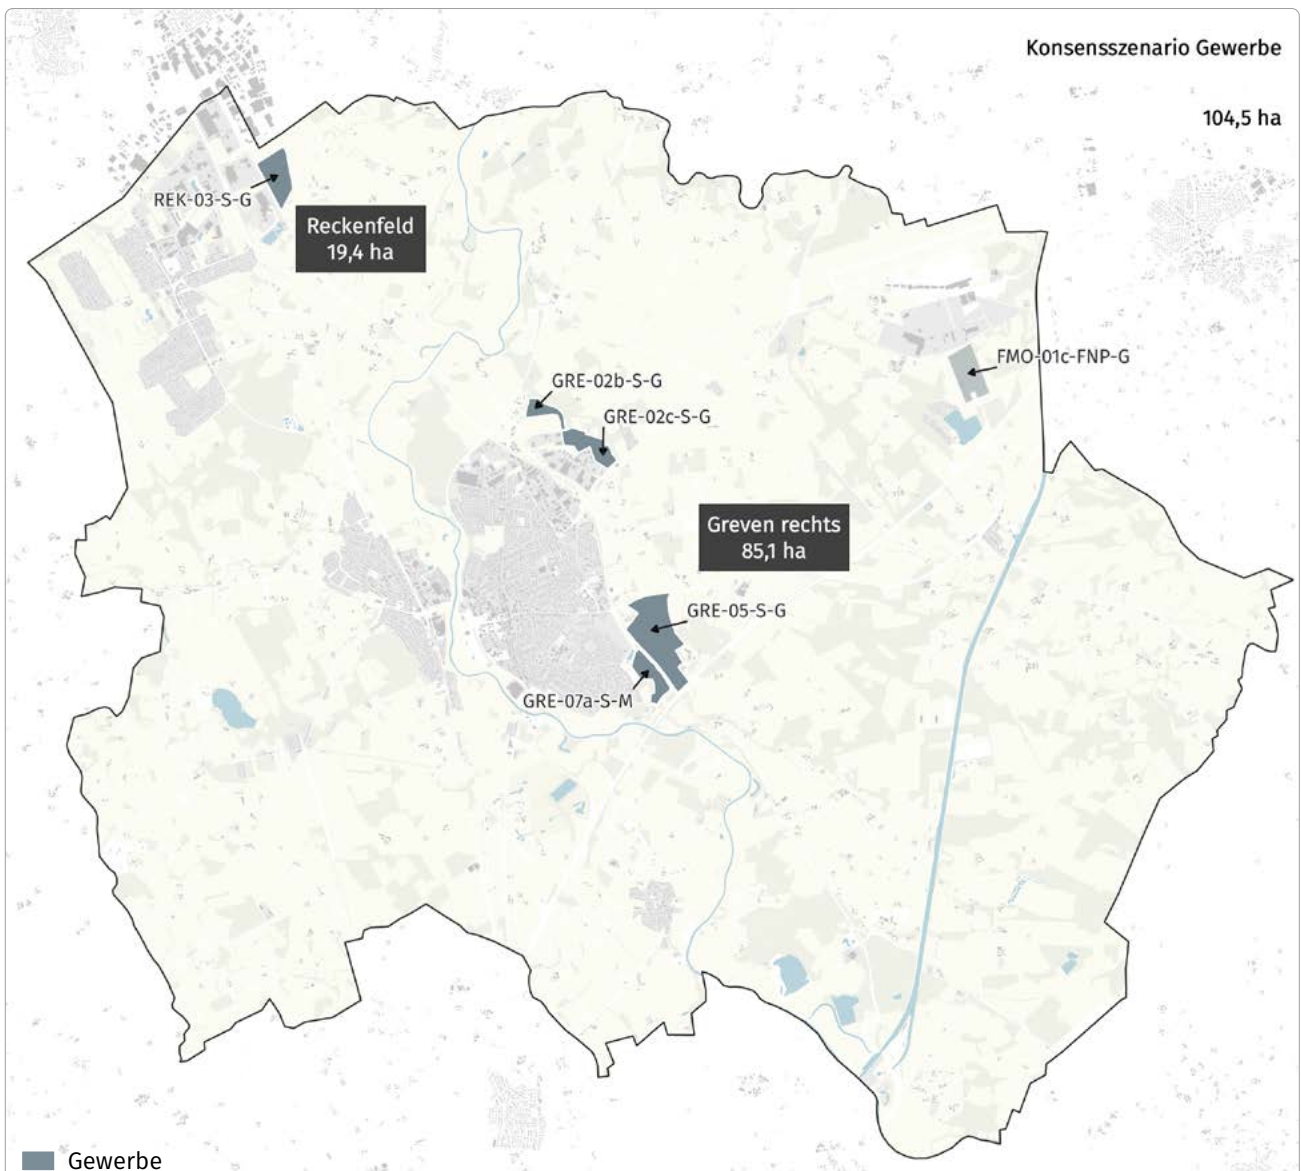 Konsensszenario Gewerbe
104,5 ha
REK-03-S-G
Reckenfeld
19,4 ha
FMO-01c-FNP-G
GRE-02b-S-G
GRE-02c-S-G
Greven rechts
85,1 ha
GRE-05-S-G
GRE-07a-S-M
Gewerbe